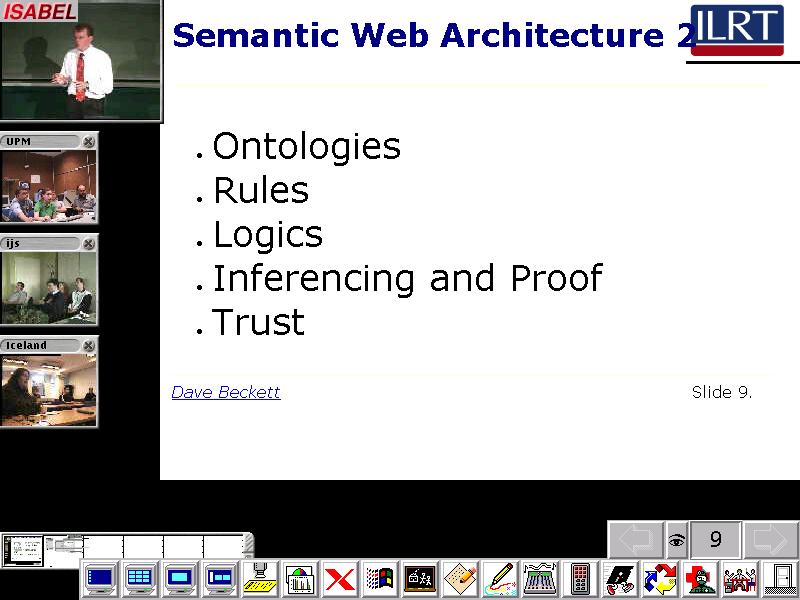 ISABEL
Semantic Web Architecture 2
ILRT
UPM
ijs
Iceland
. Ontologies
. Rules
. Logics
. Inferencing and Proof
. Trust
Dave Beckett
Slide 9.
9